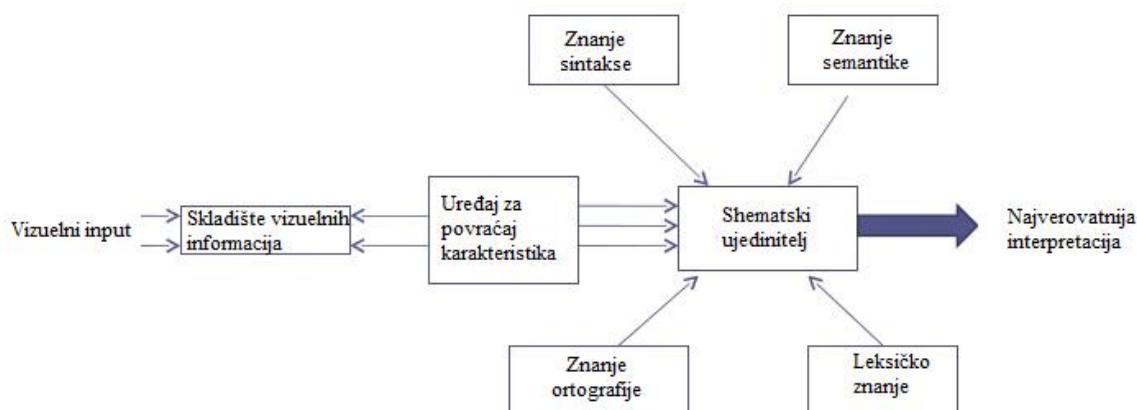 Znanje
sintakse
Znanje
semantike
Vizuelni input
Skladište vizuelnih
informacija
Uređaj za
povraćaj
karakteristika
Shematski
ujedinitelj
Najverovatnija
interpretacija
Znanje
ortografije
Leksičko
znanje